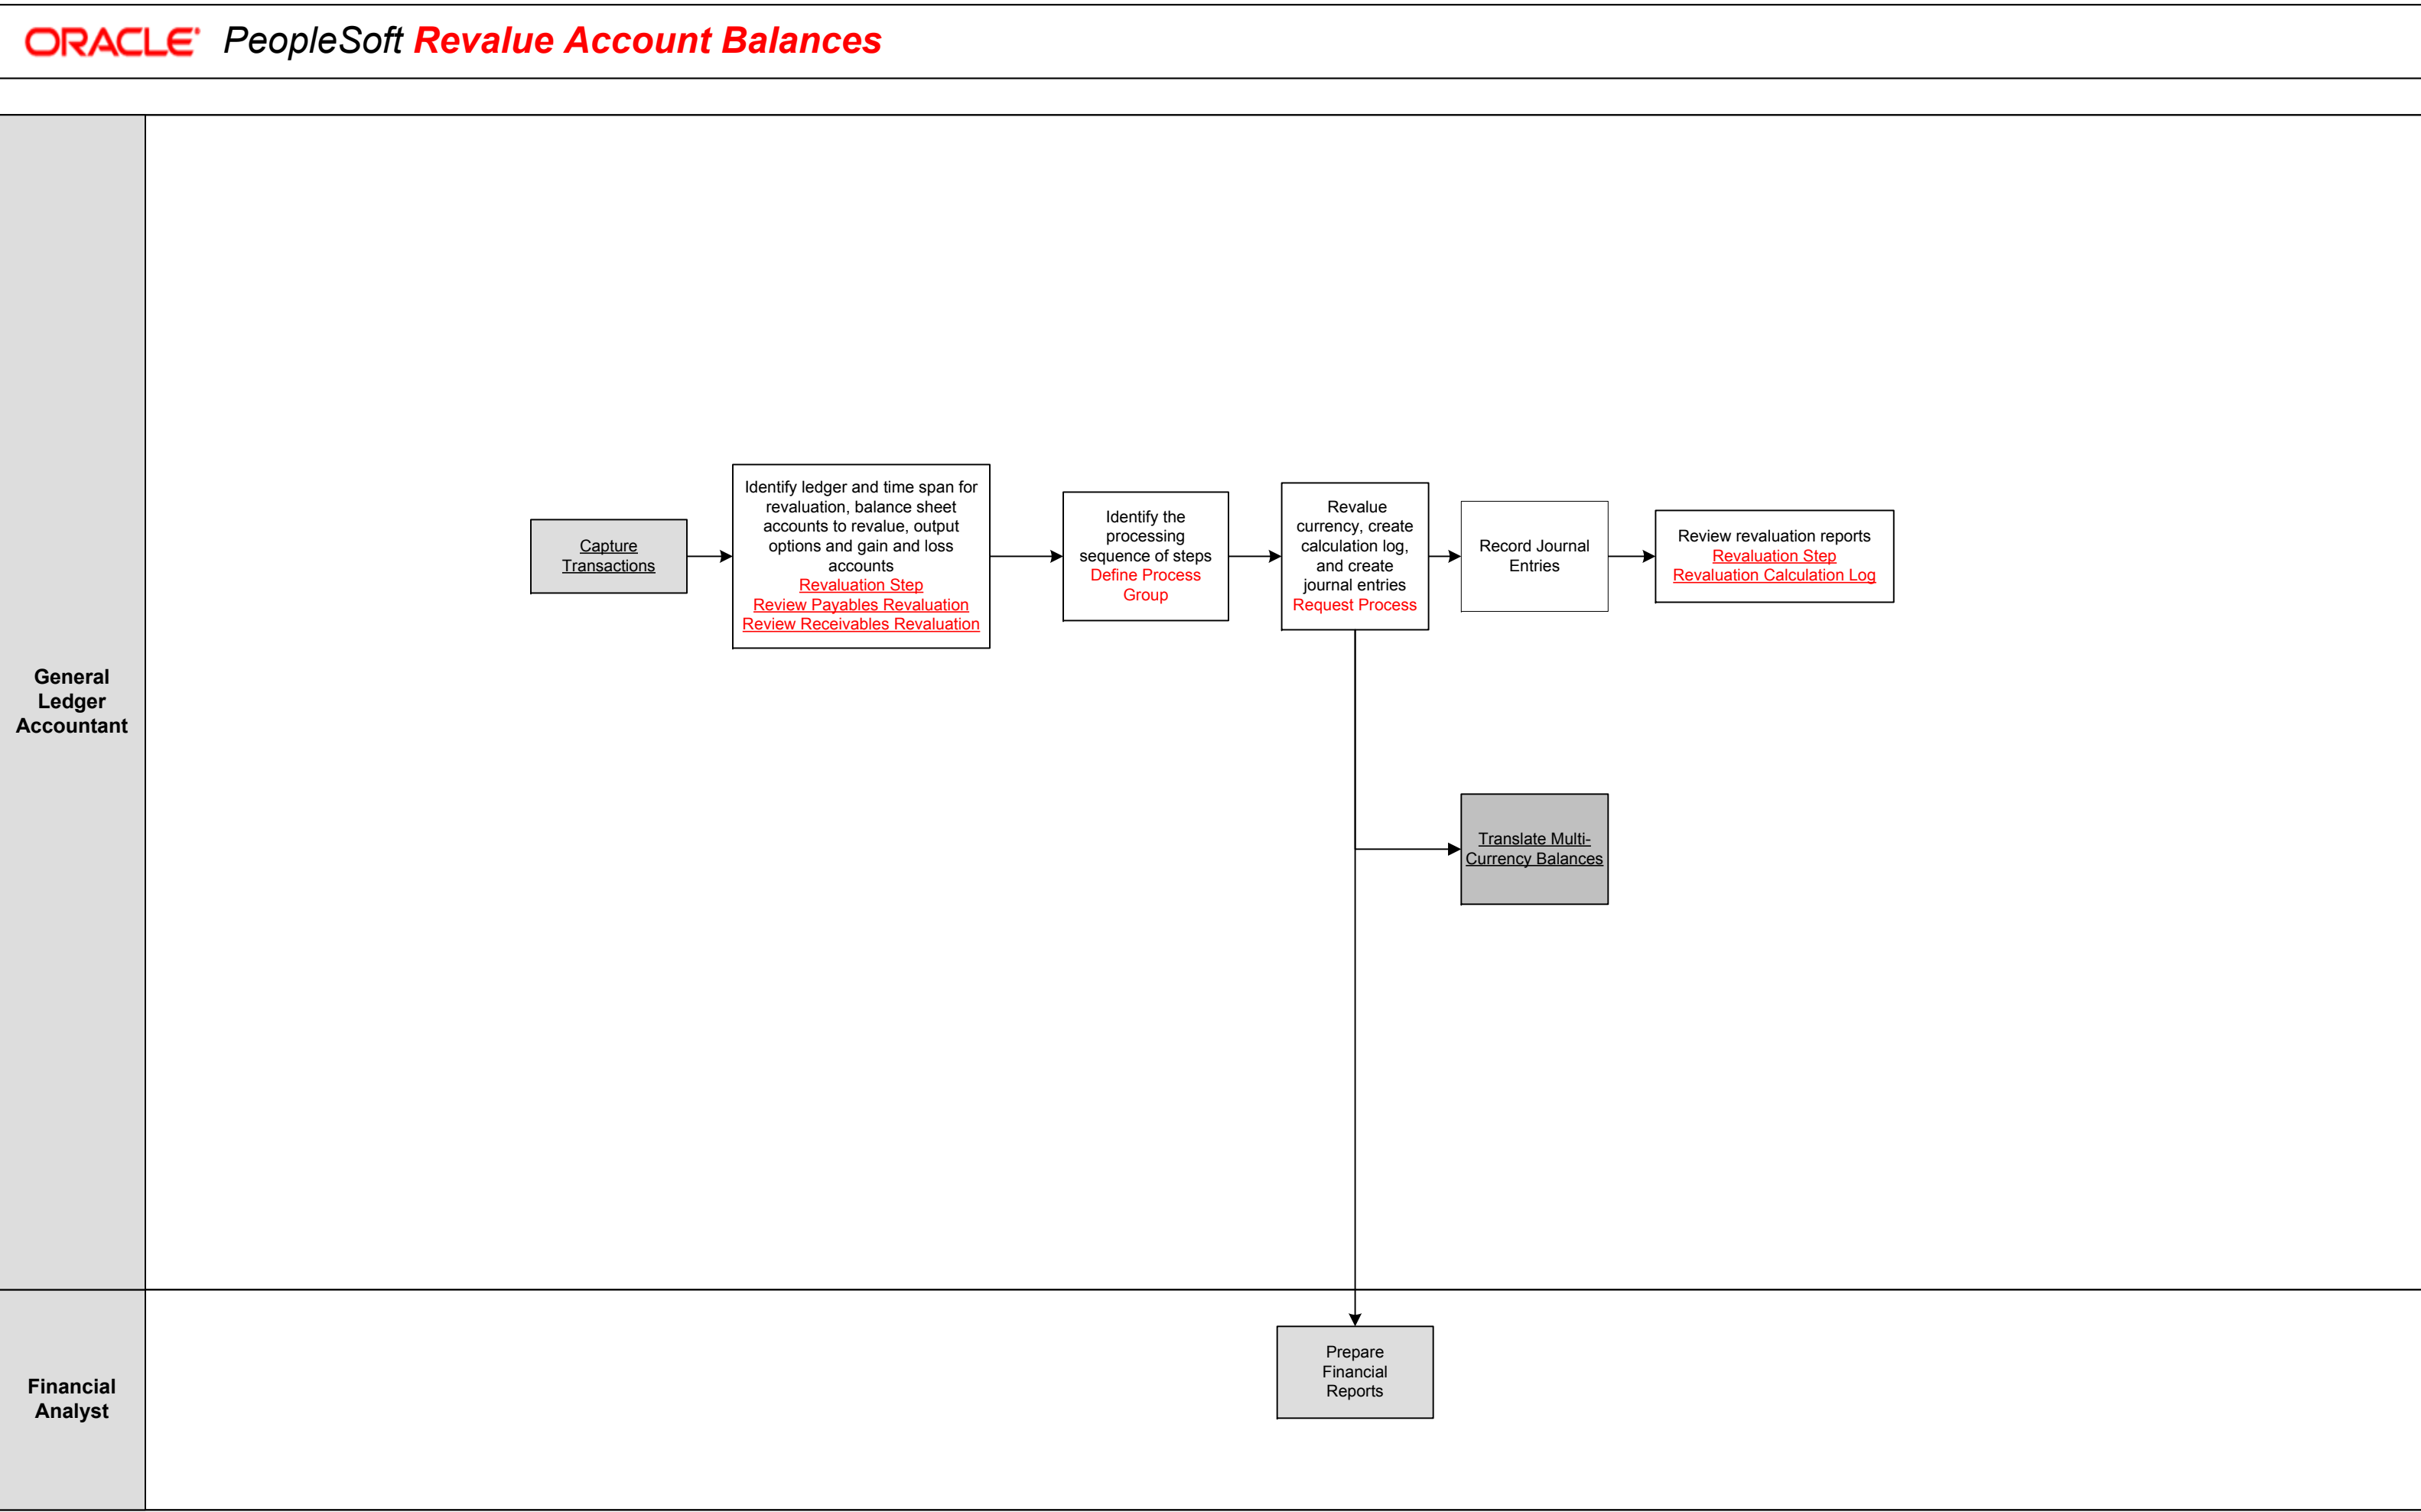 ORACLE® PeopleSoft Revalue Account Balances
General
Ledger
Accountant
Capture
Transactions
Identify ledger and time span for
revaluation, balance sheet
accounts to revalue, output
options and gain and loss
accounts
Revaluation Step
Review Payables Revaluation
Review Receivables Revaluation
Identify the
processing
sequence of steps
Define Process
Group
Revalue
currency, create
calculation log,
and create
journal entries
Request Process
Record Journal
Entries
Review revaluation reports
Revaluation Step
Revaluation Calculation Log
Translate Multi-
Currency Balances
Financial
Analyst
Prepare
Financial
Reports